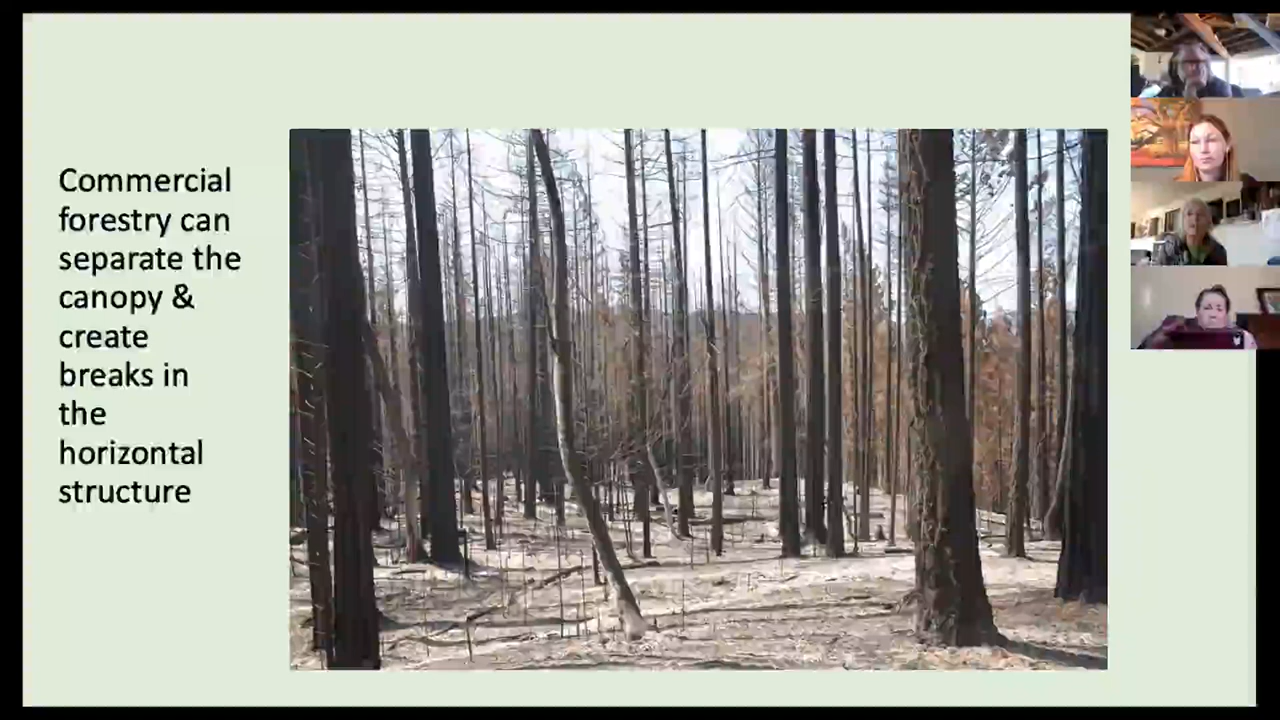 Commercial
forestry can
separate the
canopy &
create
breaks in
the
horizontal
structure